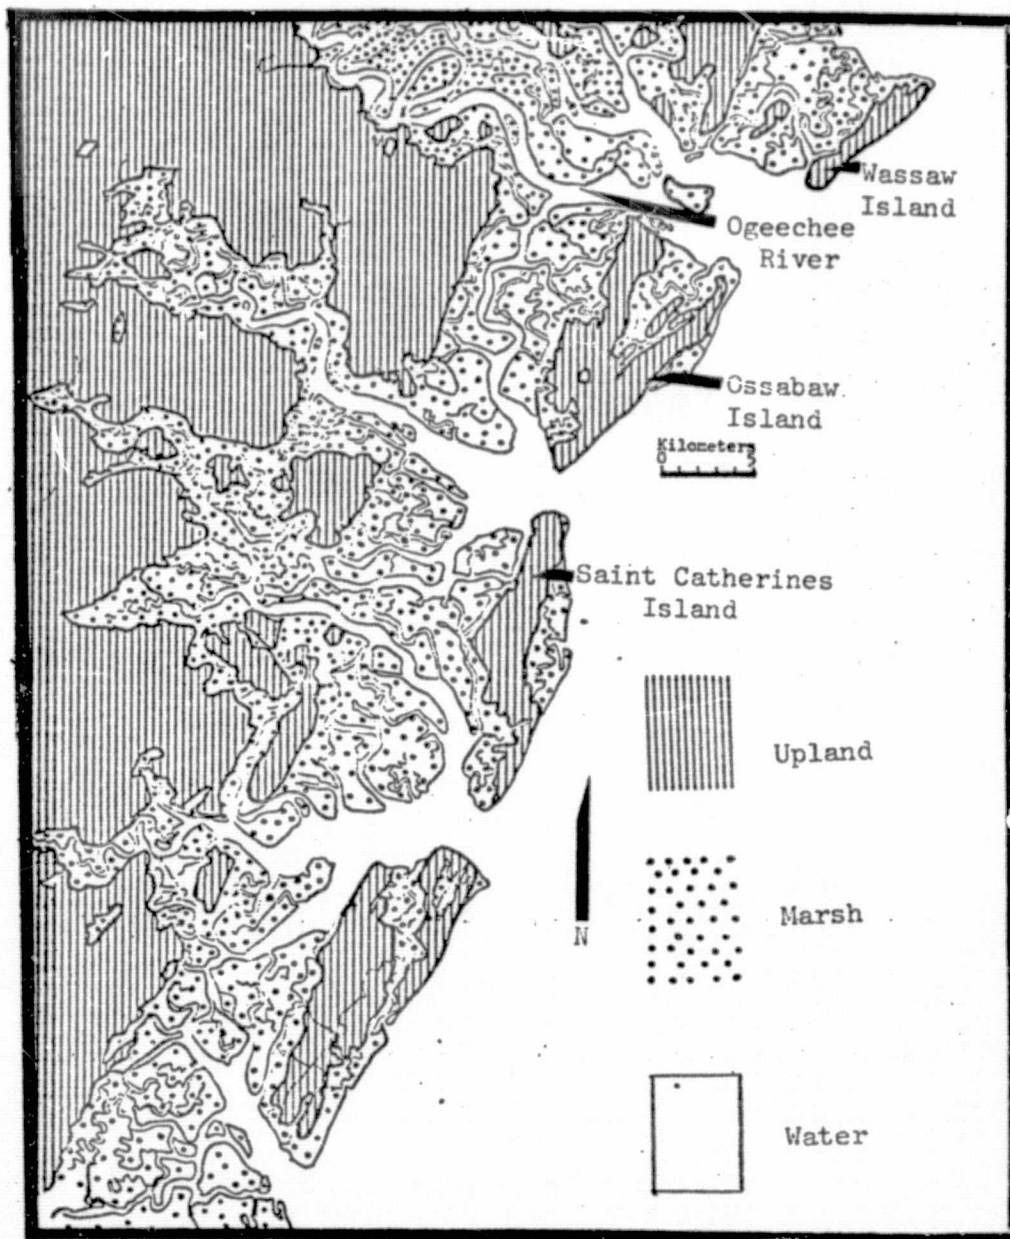 Wassaw
Island
Ogeechee
River
Ossabaw
Island
Kilometers
0 5
Saint Catherines
Island
Upland
N
Marsh
Water